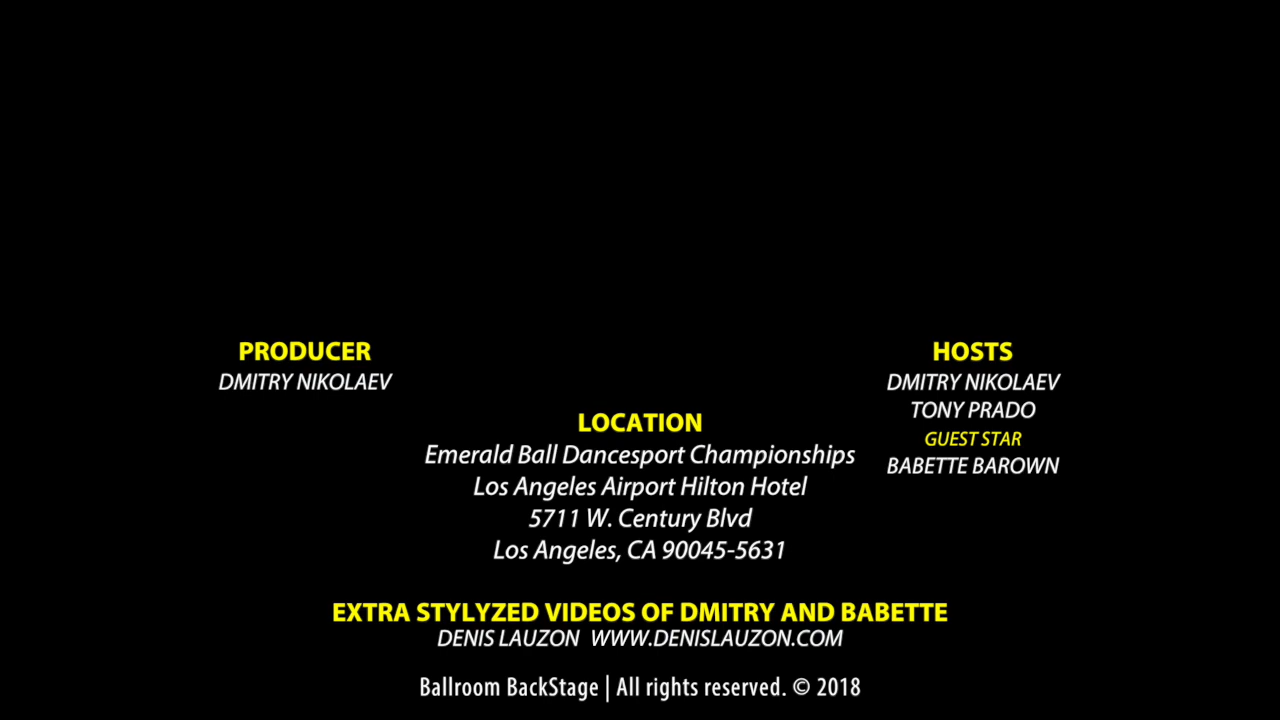 PRODUCER
DMITRY NIKOLAEV
HOSTS
DMITRY NIKOLAEV
TONY PRADO
GUEST STAR
BABETTE BAROWN
LOCATION
Emerald Ball Dancesport Championships
Los Angeles Airport Hilton Hotel
5711 W. Century Blvd
Los Angeles, CA 90045-5631
EXTRA STYLYZED VIDEOS OF DMITRY AND BABETTE
DENIS LAUZON WWW.DENISLAUZON.COM
Ballroom BackStage | All rights reserved. © 2018